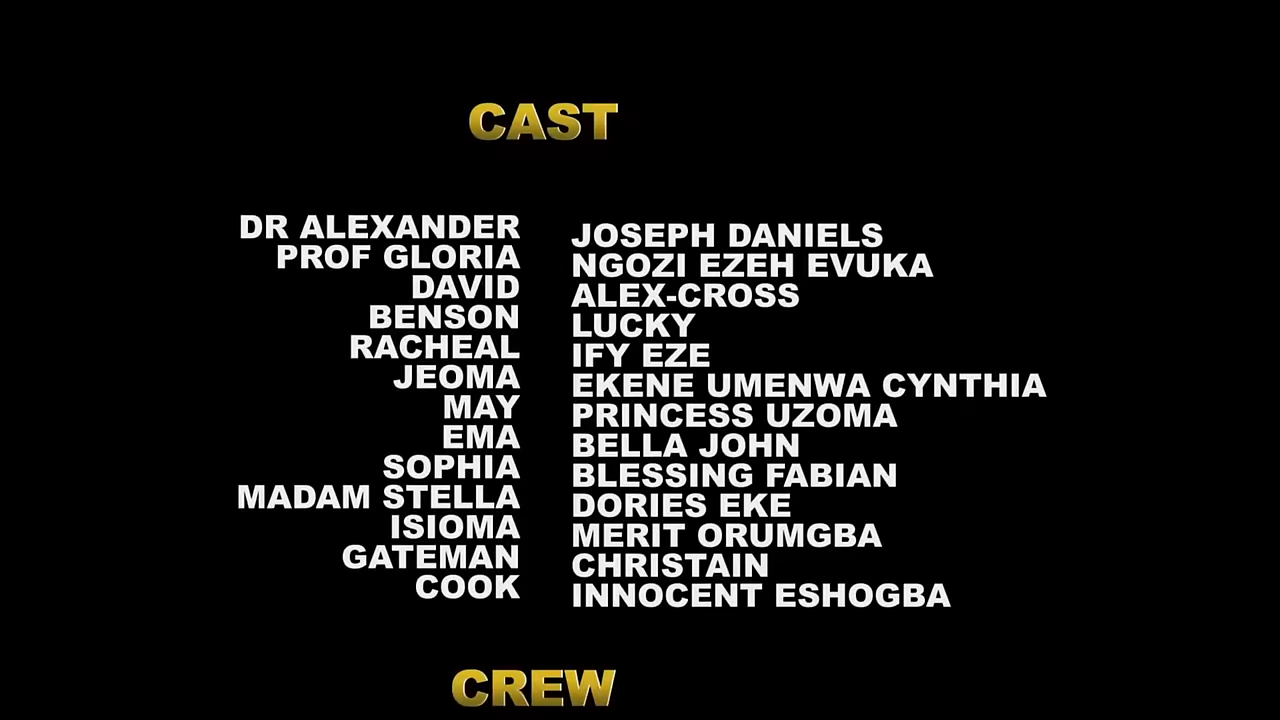 CAST
DR ALEXANDER JOSEPH DANIELS
PROF GLORIA NGOZI EZEH EVUKA
DAVID ALEX-CROSS
BENSON LUCKY
RACHEAL IFY EZE
JEOMA EKENE UMENWA CYNTHIA
MAY PRINCESS UZOMA
EMA BELLA JOHN
SOPHIA BLESSING FABIAN
MADAM STELLA DORIES EKE
ISIOMA MERIT ORUMGBA
GATEMAN CHRISTAIN
COOK INNOCENT ESHOGBA
CREW